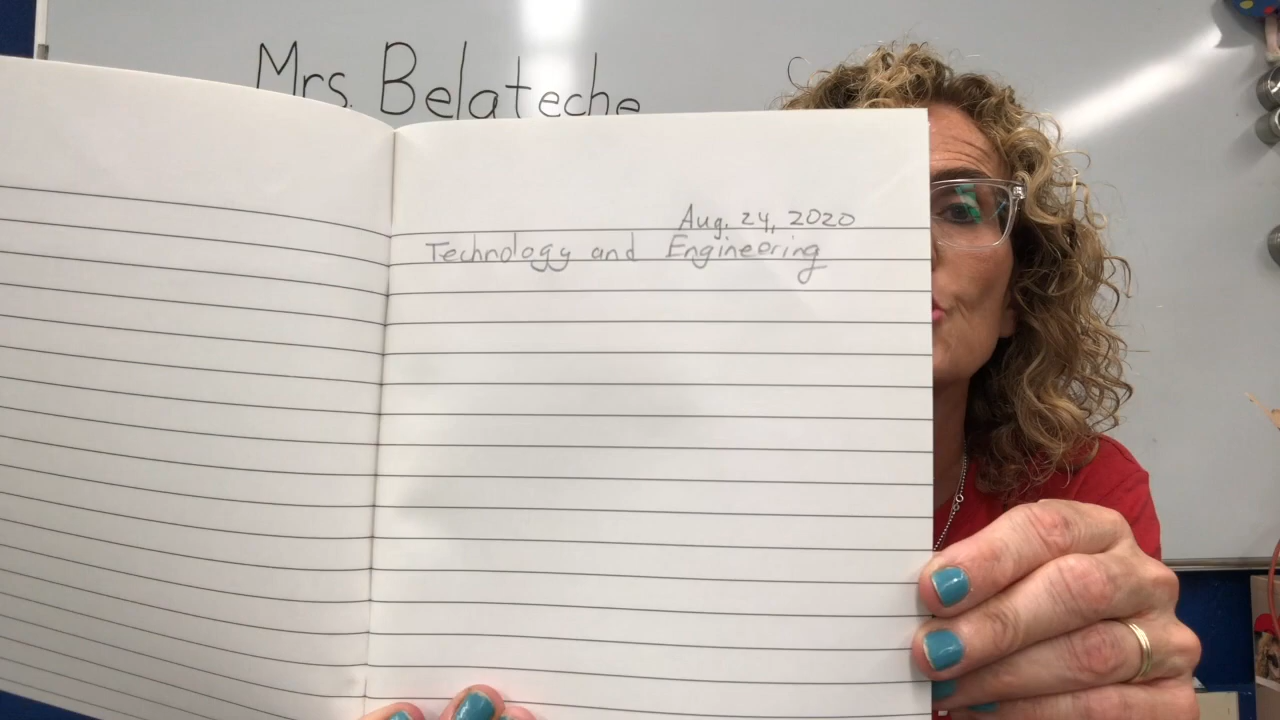 Mrs. Belateche
Aug. 24, 2020
Technology and Engineering